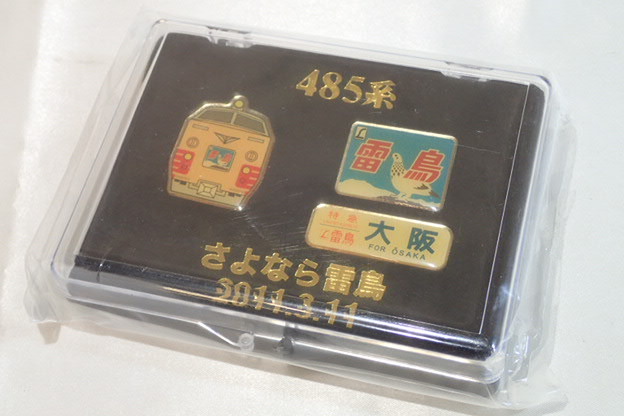 485系
L 雷鳥
特急
L 雷鳥
大阪
FOR ŌSAKA
さよなら雷鳥
2011.3.11